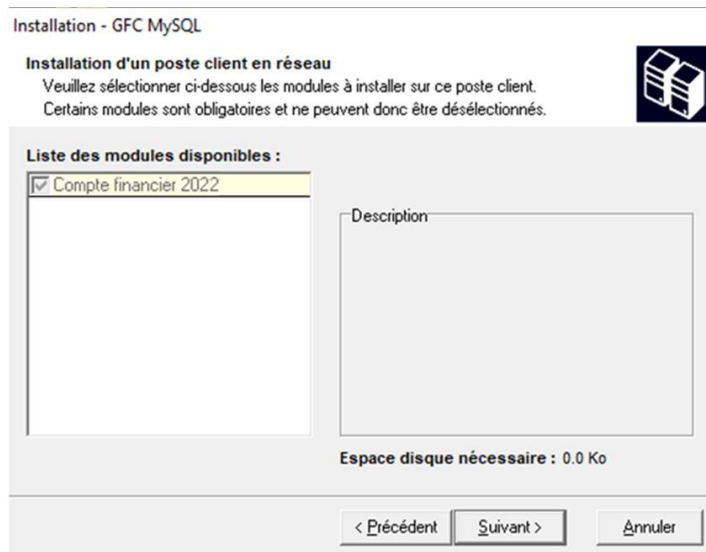 Installation - GFC MySQL
Installation d'un poste client en réseau
Veuillez sélectionner ci-dessous les modules à installer sur ce poste client.
Certains modules sont obligatoires et ne peuvent donc être désélectionnés.
Liste des modules disponibles :
Compte financier 2022
Description
Espace disque nécessaire : 0.0 Ko
< Précédent
Suivant >
Annuler